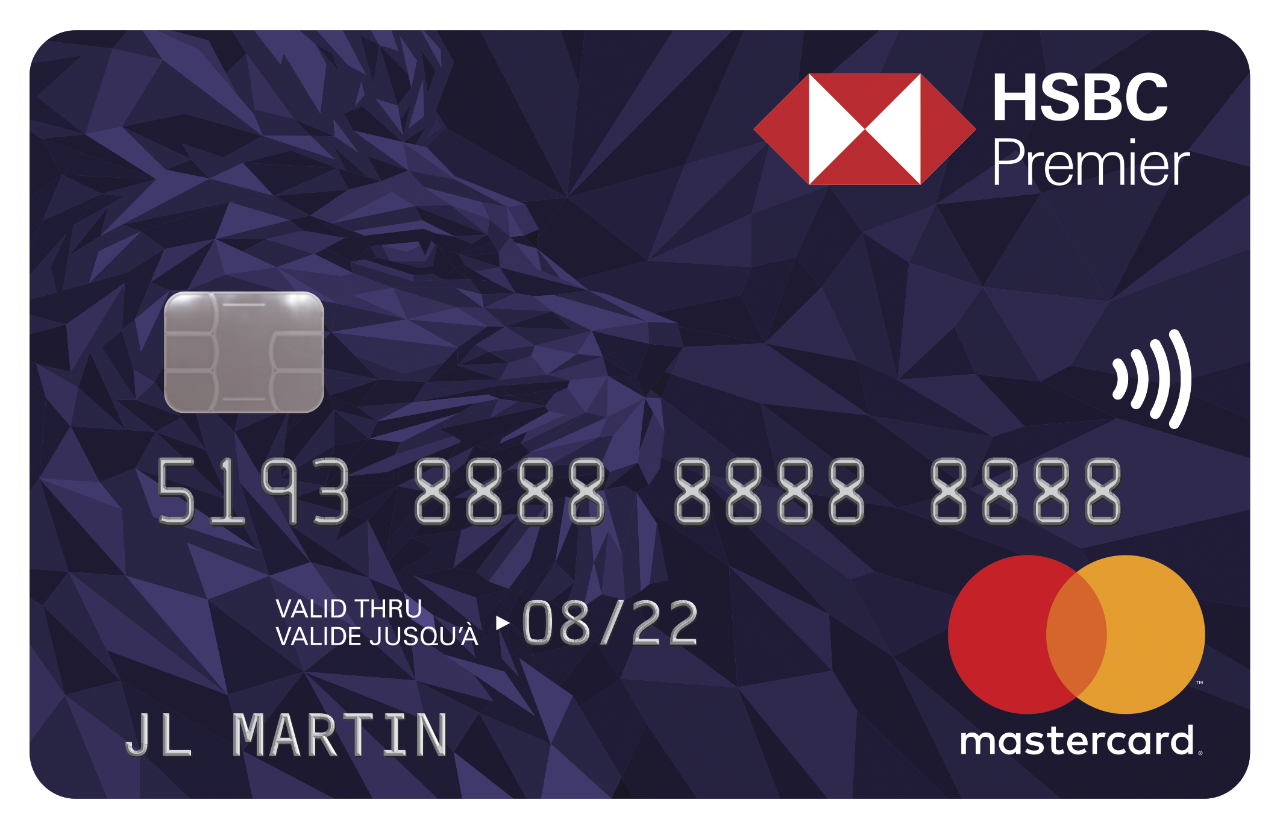 HSBC
Premier
5193 8888 8888 8888
VALID THRU
VALIDE JUSQU'À
08/22
JL MARTIN
mastercard